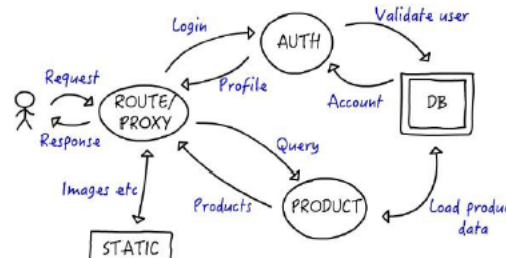 Login
AUTH
Validate user
Request
ROUTE/
PROXY
Profile
Account
DB
Response
Query
Images etc
Products
PRODUCT
Load product
data
STATIC